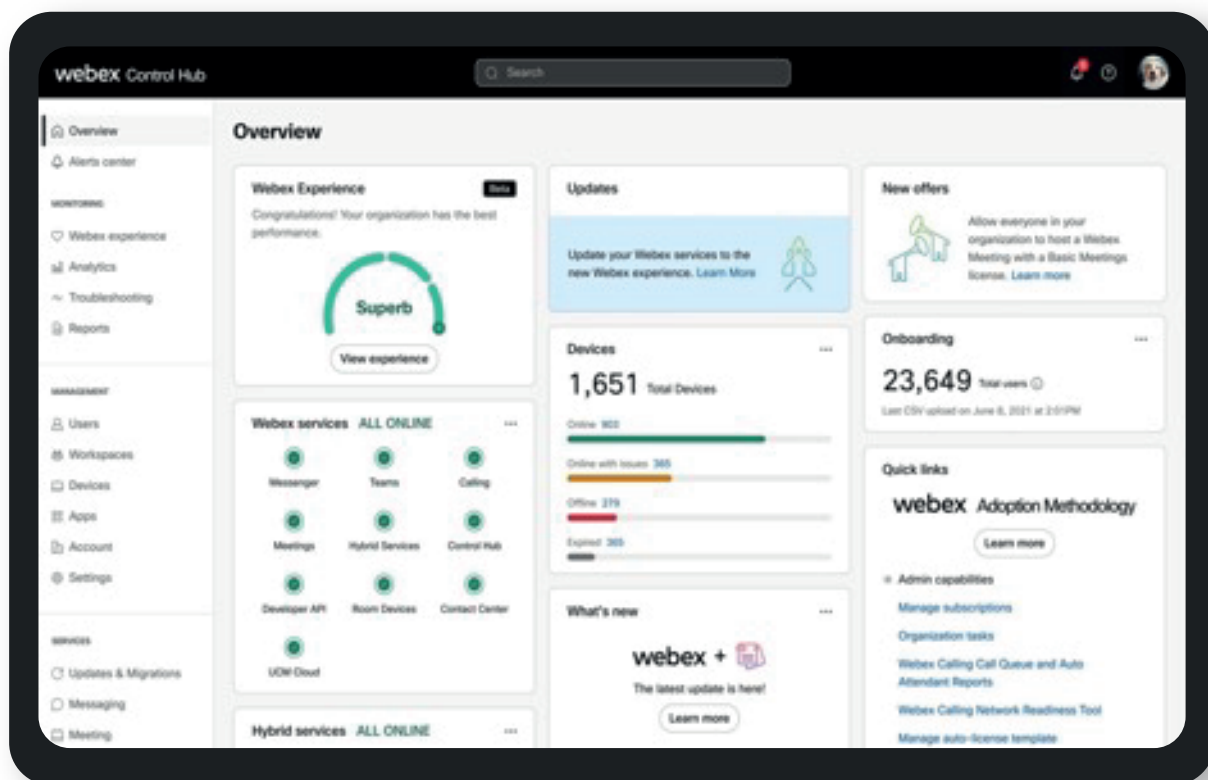 webex Control Hub
Search
Overview
Alerts center
MONITORING
Webex experience
Analytics
Troubleshooting
Reports
MANAGEMENT
Users
Workspaces
Devices
Apps
Account
Settings
SERVICES
Updates & Migrations
Messaging
Meeting
Overview
Webex Experience
Beta
Congratulations! Your organization has the best
performance.
Superb
View experience
Webex services ALL ONLINE
Messenger
Teams
Calling
Meetings
Hybrid Services
Control Hub
Developer API
Room Devices
Contact Center
UCM Cloud
Hybrid services ALL ONLINE
Updates
Update your Webex services to the
new Webex experience. Learn More
Devices
1,651 Total Devices
Online 902
Online with issues 365
Offline 279
Expired 365
What's new
webex +
The latest update is here!
Learn more
New offers
Allow everyone in your
organization to host a Webex
Meeting with a Basic Meetings
license. Learn more
Onboarding
23,649 Total users
Last CSV upload on June 8, 2021 at 2:51PM
Quick links
webex Adoption Methodology
Learn more
Admin capabilities
Manage subscriptions
Organization tasks
Webex Calling Call Queue and Auto
Attendant Reports
Webex Calling Network Readiness Tool
Manage auto-license template